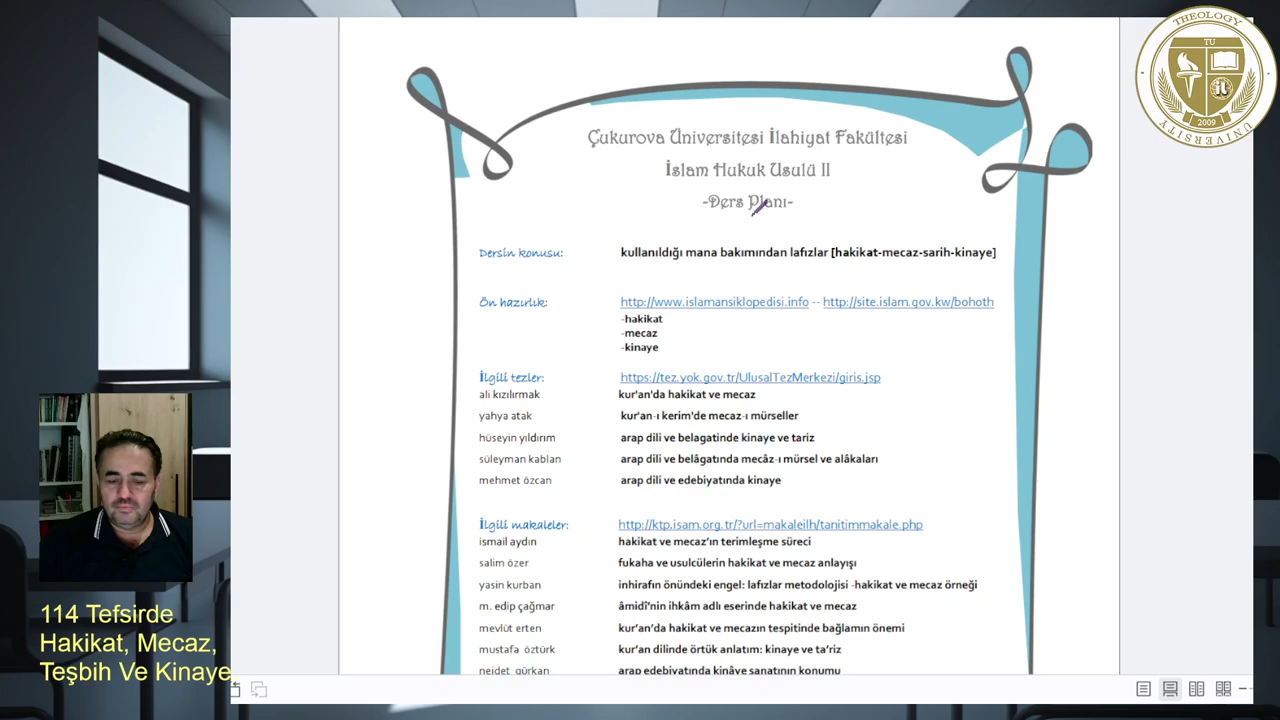 THEOLOGY
TU
2009
UNIVERSITY
Çukurova Üniversitesi İlahiyat Fakültesi
İslam Hukuk Usulü II
-Ders Planı-
Dersin konusu: kullanıldığı mana bakımından lafızlar [hakikat-mecaz-sarih-kinaye]
Ön hazırlık: http://www.islamansiklopedisi.info -- http://site.islam.gov.kw/bohoth
-hakikat
-mecaz
-kinaye
İlgili tezler: https://tez.yok.gov.tr/UlusalTezMerkezi/giris.jsp
ali kızılırmak kur'an'da hakikat ve mecaz
yahya atak kur'an-ı kerim'de mecaz-ı mürseller
hüseyin yıldırım arap dili ve belagatinde kinaye ve tariz
süleyman kablan arap dili ve belâgatında mecâz-ı mürsel ve alâkaları
mehmet özcan arap dili ve edebiyatında kinaye
İlgili makaleler: http://ktp.isam.org.tr/?url=makaleilh/tanitimmakale.php
ismail aydın hakikat ve mecaz'ın terimleşme süreci
salim özer fukaha ve usulcülerin hakikat ve mecaz anlayışı
yasin kurban inhirafın önündeki engel: lafızlar metodolojisi -hakikat ve mecaz örneği
m. edip çağmar âmidî'nin ihkâm adlı eserinde hakikat ve mecaz
mevlüt erten kur'an'da hakikat ve mecazın tespitinde bağlamın önemi
mustafa öztürk kur'an dilinde örtük anlatım: kinaye ve ta'riz
nejdet gürkan arap edebiyatında kinâye sanatının konumu
114 Tefsirde
Hakikat, Mecaz,
Teşbih Ve Kinaye